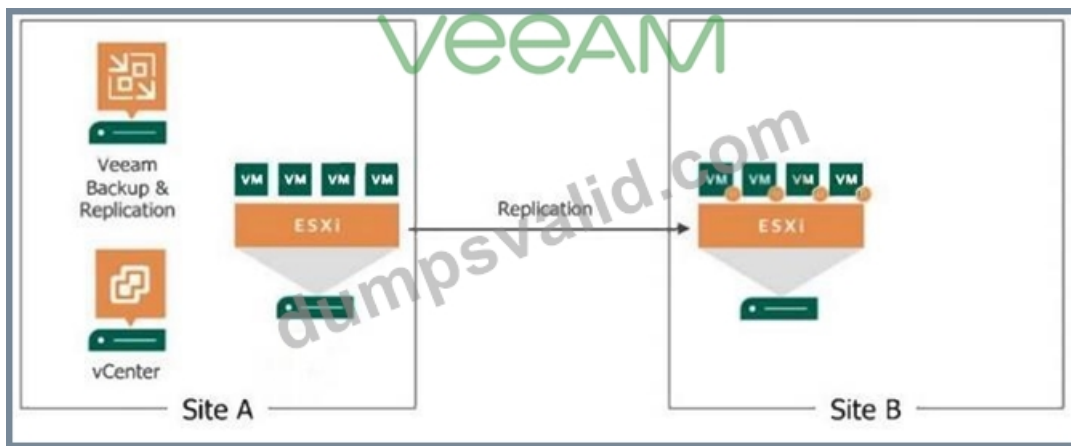 VEEAM
Veeam
Backup &
Replication
VM VM VM VM
ESXi
Replication
VM VM VM VM
ESXi
vCenter
Site A
Site B
dumpsvalid.com